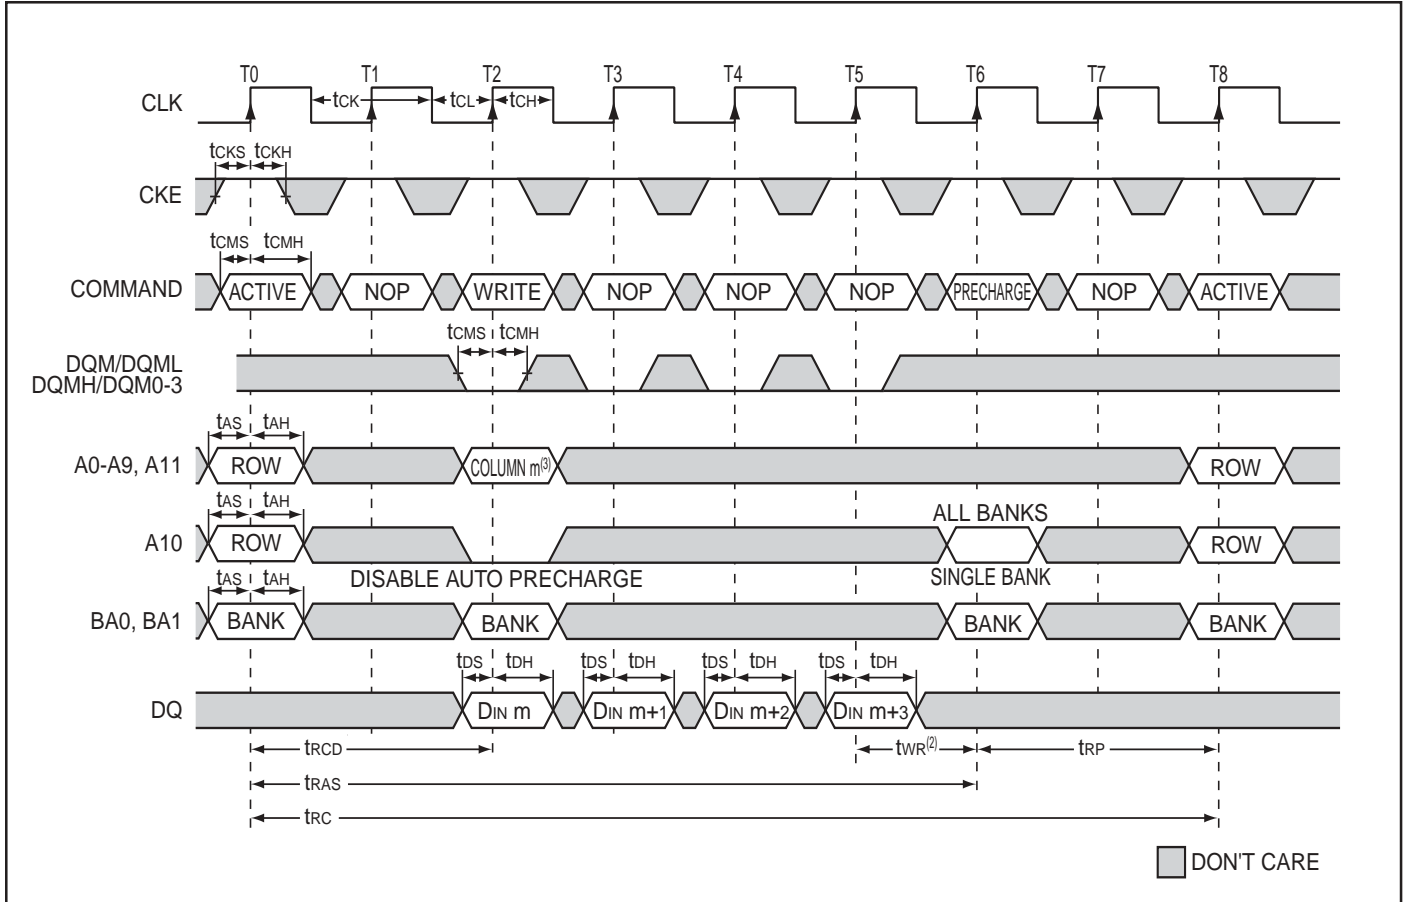 T0 T1 T2 T3 T4 T5 T6 T7 T8
CLK tCK tCL tCH
tCKS tCKH
CKE
tCMS tCMH
COMMAND ACTIVE NOP WRITE NOP NOP NOP PRECHARGE NOP ACTIVE
tCMS tCMH
DQM/DQML
DQMH/DQM0-3
tAS tAH
A0-A9, A11 ROW COLUMN m(3) ROW
tAS tAH ALL BANKS
A10 ROW ROW
tAS tAH DISABLE AUTO PRECHARGE SINGLE BANK
BA0, BA1 BANK BANK BANK BANK
tDS tDH tDS tDH tDS tDH tDS tDH
DQ DIN m DIN m+1 DIN m+2 DIN m+3
tRCD tWR(2) tRP
tRAS
tRC
DON'T CARE